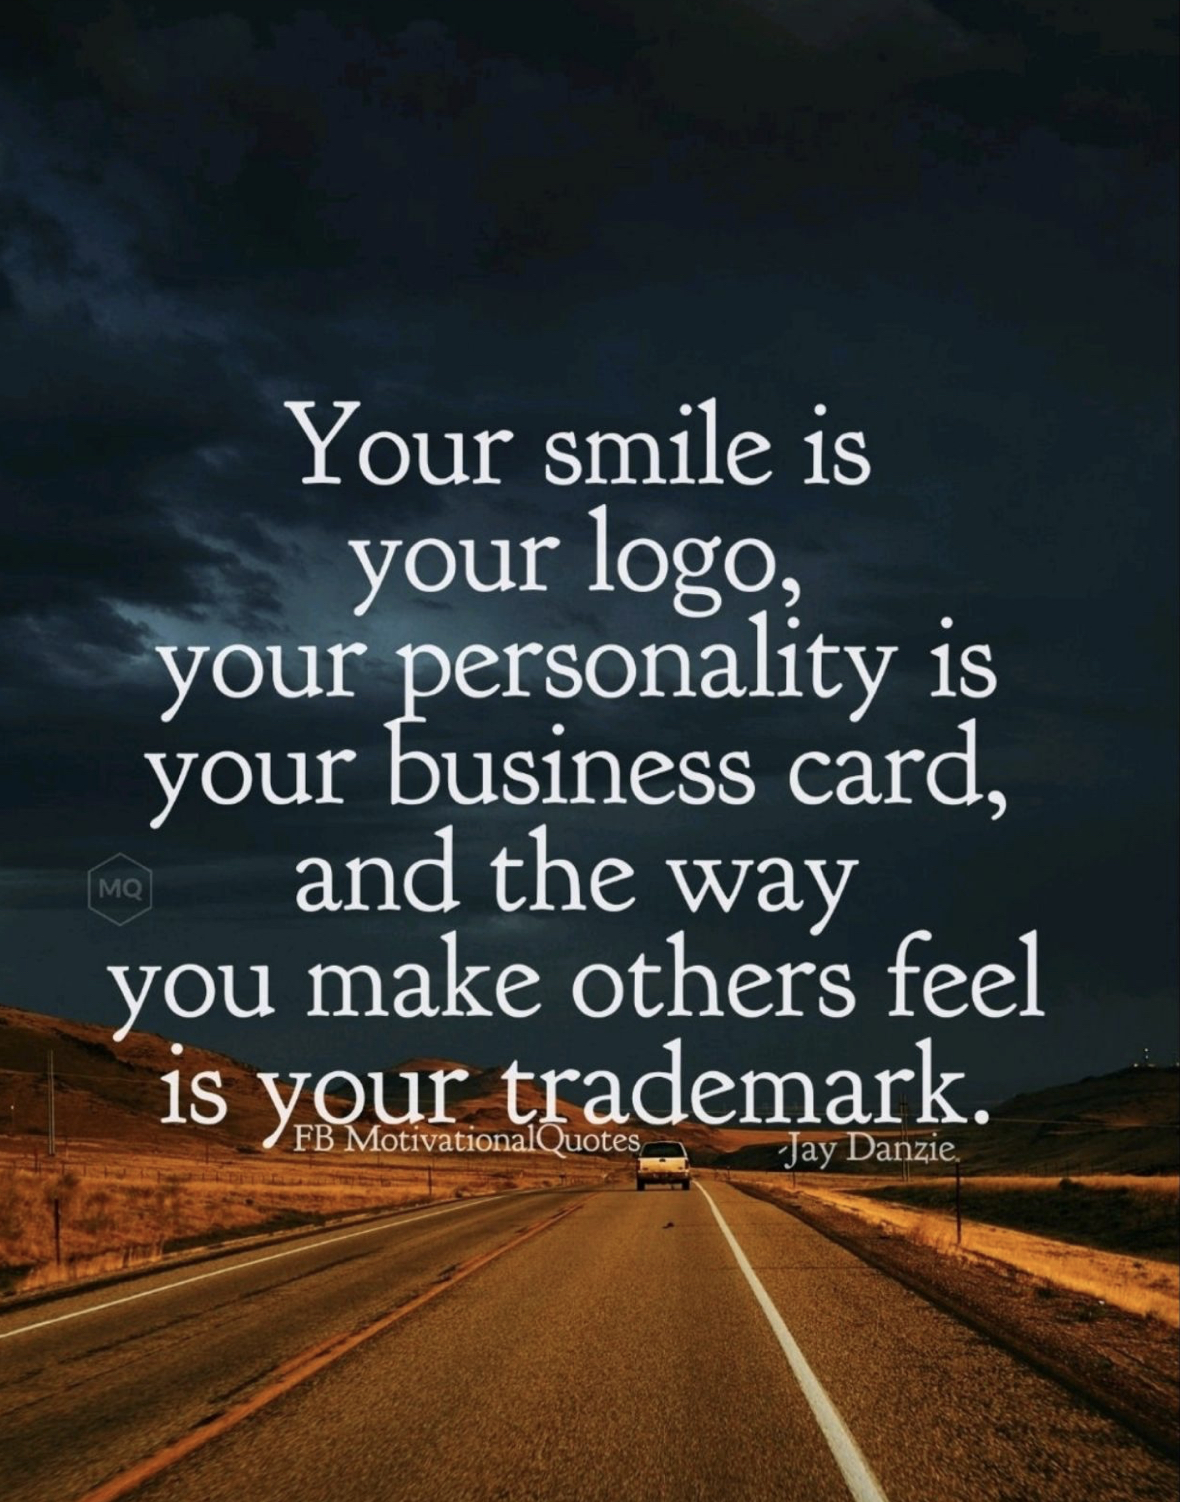 Your smile is
your logo,
your personality is
your business card,
MQ
and the way
you make others feel
is your trademark.
FB MotivationalQuotes
-Jay Danzie